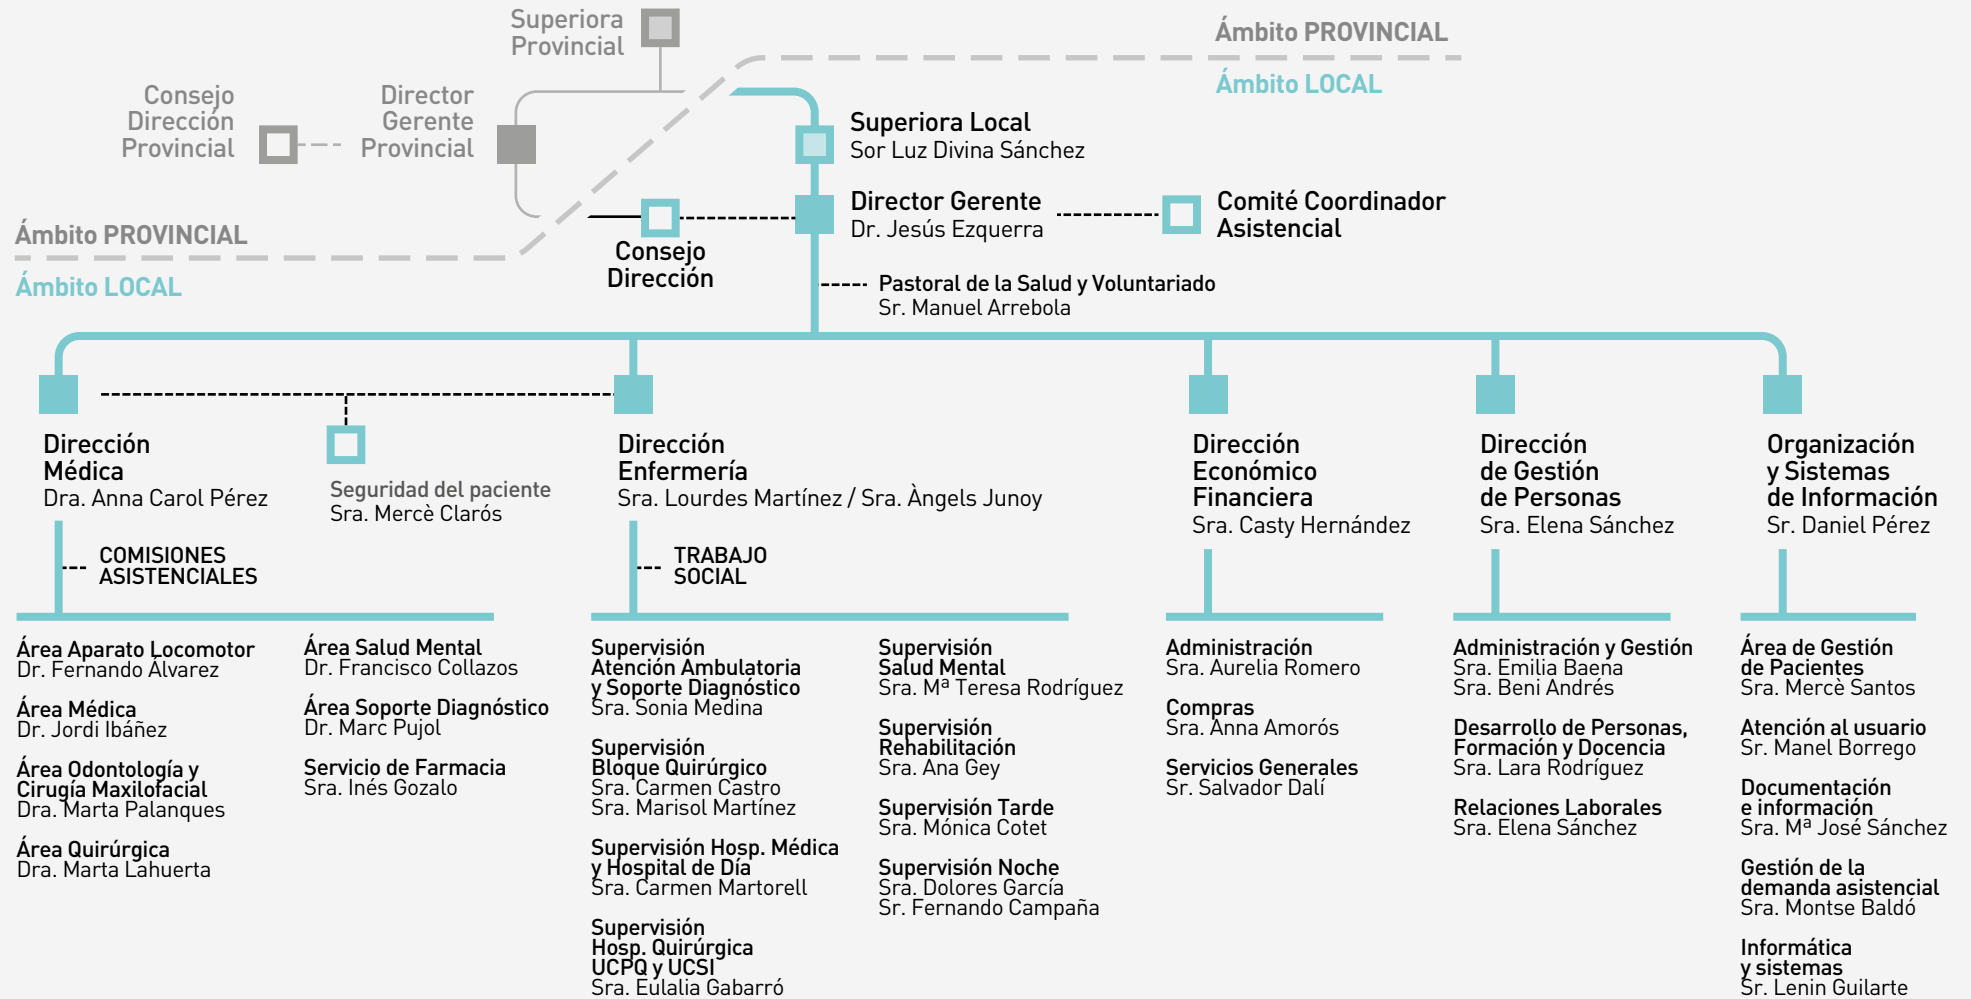 Superiora
Provincial
Ámbito PROVINCIAL
Ámbito LOCAL
Consejo
Dirección
Provincial
Director
Gerente
Provincial
Superiora Local
Sor Luz Divina Sánchez
Director Gerente
Dr. Jesús Ezquerra
Comité Coordinador
Asistencial
Ámbito PROVINCIAL
Ámbito LOCAL
Consejo
Dirección
Pastoral de la Salud y Voluntariado
Sr. Manuel Arrebola
Dirección
Médica
Dra. Anna Carol Pérez
Seguridad del paciente
Sra. Mercè Clarós
Dirección
Enfermería
Sra. Lourdes Martínez / Sra. Àngels Junoy
Dirección
Económico
Financiera
Sra. Casty Hernández
Dirección
de Gestión
de Personas
Sra. Elena Sánchez
Organización
y Sistemas
de Información
Sr. Daniel Pérez
COMISIONES
ASISTENCIALES
TRABAJO
SOCIAL
Área Aparato Locomotor
Dr. Fernando Álvarez
Área Médica
Dr. Jordi Ibáñez
Área Odontología y
Cirugía Maxilofacial
Dra. Marta Palanques
Área Quirúrgica
Dra. Marta Lahuerta
Área Salud Mental
Dr. Francisco Collazos
Área Soporte Diagnóstico
Dr. Marc Pujol
Servicio de Farmacia
Sra. Inés Gozalo
Supervisión
Atención Ambulatoria
y Soporte Diagnóstico
Sra. Sonia Medina
Supervisión
Bloque Quirúrgico
Sra. Carmen Castro
Sra. Marisol Martínez
Supervisión Hosp. Médica
y Hospital de Día
Sra. Carmen Martorell
Supervisión
Hosp. Quirúrgica
UCPQ y UCSI
Sra. Eulalia Gabarró
Supervisión
Salud Mental
Sra. Mª Teresa Rodríguez
Supervisión
Rehabilitación
Sra. Ana Gey
Supervisión Tarde
Sra. Mónica Cotet
Supervisión Noche
Sra. Dolores García
Sr. Fernando Campaña
Administración
Sra. Aurelia Romero
Compras
Sra. Anna Amorós
Servicios Generales
Sr. Salvador Dalí
Administración y Gestión
Sra. Emilia Baena
Sra. Beni Andrés
Desarrollo de Personas,
Formación y Docencia
Sra. Lara Rodríguez
Relaciones Laborales
Sra. Elena Sánchez
Área de Gestión
de Pacientes
Sra. Mercè Santos
Atención al usuario
Sr. Manel Borrego
Documentación
e información
Sra. Mª José Sánchez
Gestión de la
demanda asistencial
Sra. Montse Baldó
Informática
y sistemas
Sr. Lenin Guilarte